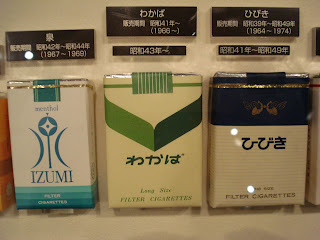 泉
販売期間　昭和42年～昭和44年
（1967～1969）
わかば
販売期間　昭和41年～
（1966～）
昭和43年～
ひびき
販売期間　昭和39年～昭和49年
（1964～1974）
昭和41年～昭和49年
menthol
IZUMI
FILTER
CIGARETTES
わかば
Long Size
FILTER CIGARETTES
ひびき
SIZE
FILTER CIGARETTES